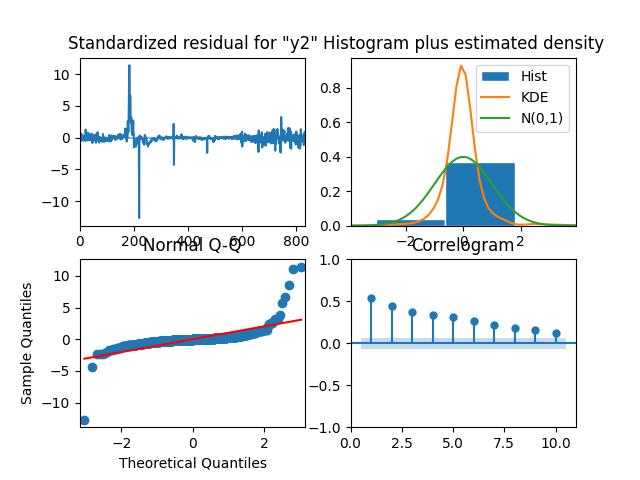 Standardized residual for "y2"
10
5
0
−5
−10
0 200 400 600 800
Histogram plus estimated density
0.8
0.6
0.4
0.2
0.0
−2 0 2
Hist
KDE
N(0,1)
Normal Q-Q
Sample Quantiles
10
5
0
−5
−10
−2 0 2
Theoretical Quantiles
Correlogram
1.0
0.5
0.0
−0.5
−1.0
0.0 2.5 5.0 7.5 10.0